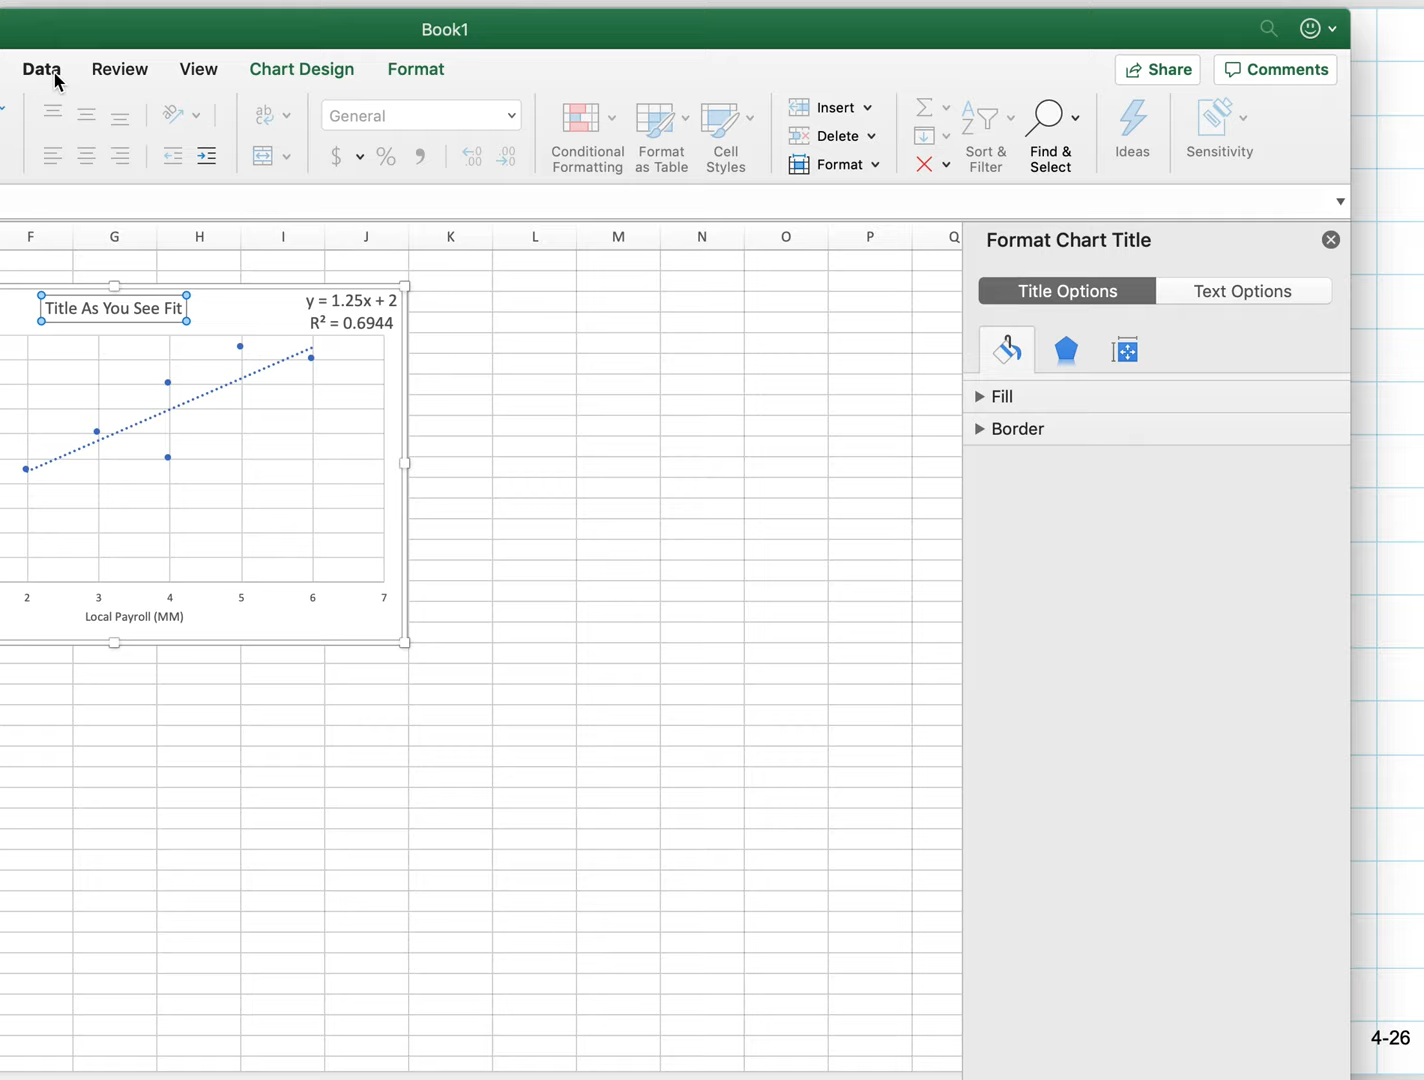 Book1
Data Review View Chart Design Format Share Comments
General
Insert
Delete
Format
$ % 9
Conditional Formatting
Format as Table
Cell Styles
Sort & Filter
Find & Select
Ideas
Sensitivity
F G H I J K L M N O P Q
Format Chart Title
Title Options Text Options
Fill
Border
Title As You See Fit
y = 1.25x + 2
R² = 0.6944
2 3 4 5 6 7
Local Payroll (MM)
4-26